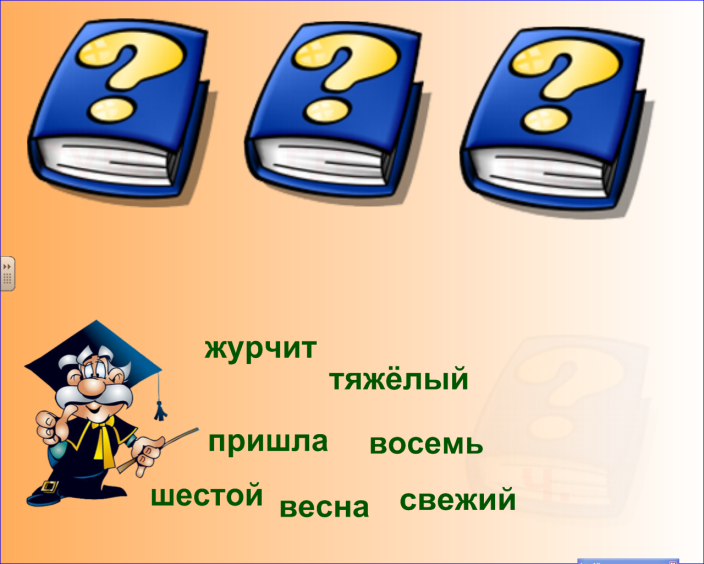 журчит
тяжёлый
пришла восемь
шестой весна свежий